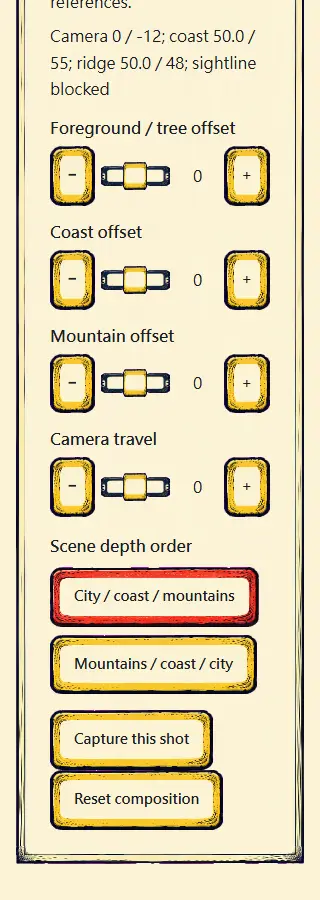 references.
Camera 0 / -12; coast 50.0 /
55; ridge 50.0 / 48; sightline
blocked
Foreground / tree offset
− 0 +
Coast offset
− 0 +
Mountain offset
− 0 +
Camera travel
− 0 +
Scene depth order
City / coast / mountains
Mountains / coast / city
Capture this shot
Reset composition